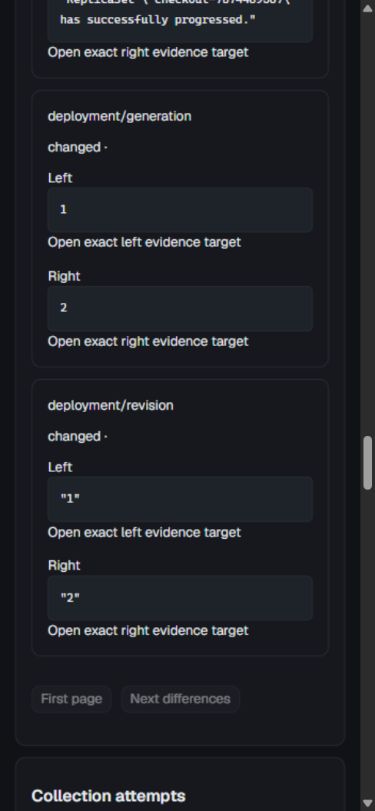 has successfully progressed."
Open exact right evidence target
deployment/generation
changed ·
Left
1
Open exact left evidence target
Right
2
Open exact right evidence target
deployment/revision
changed ·
Left
"1"
Open exact left evidence target
Right
"2"
Open exact right evidence target
First page
Next differences
Collection attempts